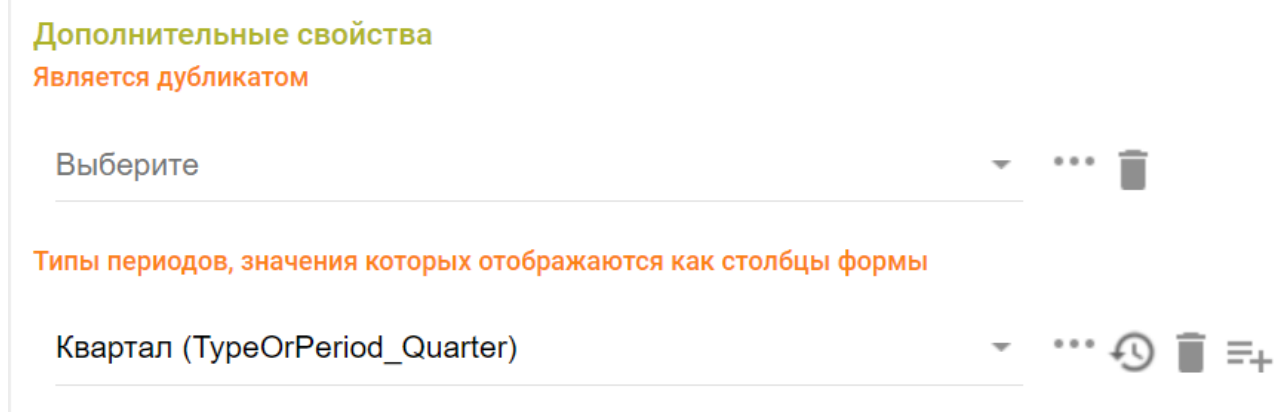 Дополнительные свойства
Является дубликатом
Выберите
Типы периодов, значения которых отображаются как столбцы формы
Квартал (TypeOrPeriod_Quarter)